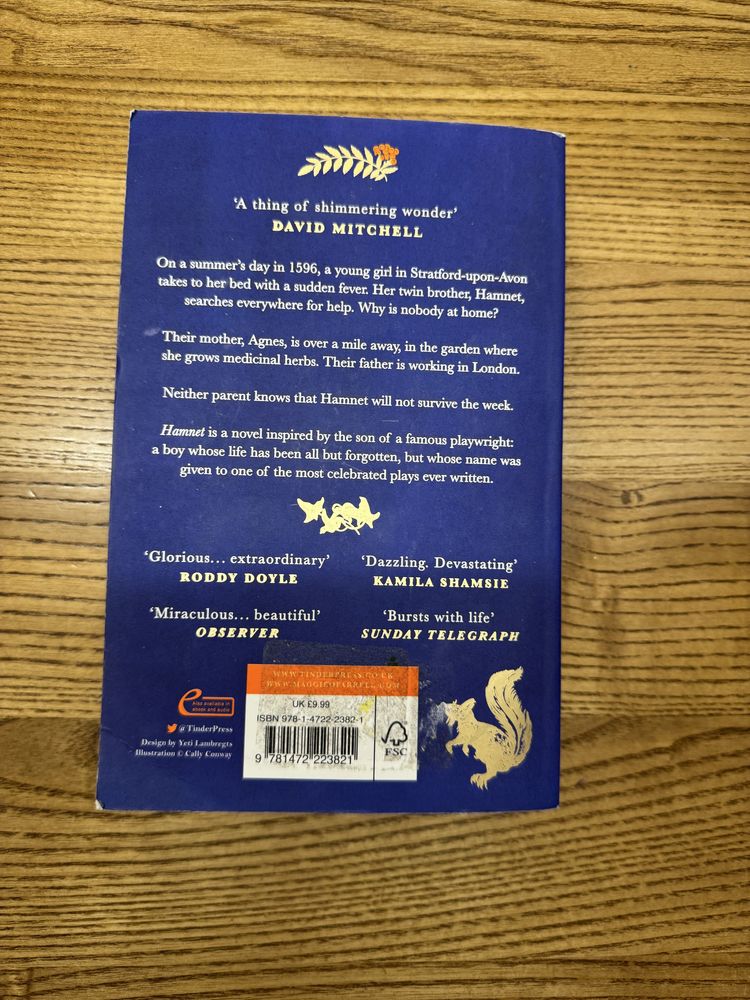 ‘A thing of shimmering wonder’
DAVID MITCHELL
On a summer’s day in 1596, a young girl in Stratford-upon-Avon
takes to her bed with a sudden fever. Her twin brother, Hamnet,
searches everywhere for help. Why is nobody at home?
Their mother, Agnes, is over a mile away, in the garden where
she grows medicinal herbs. Their father is working in London.
Neither parent knows that Hamnet will not survive the week.
Hamnet is a novel inspired by the son of a famous playwright:
a boy whose life has been all but forgotten, but whose name was
given to one of the most celebrated plays ever written.
‘Glorious... extraordinary’
RODDY DOYLE
‘Dazzling. Devastating’
KAMILA SHAMSIE
‘Miraculous... beautiful’
OBSERVER
‘Bursts with life’
SUNDAY TELEGRAPH
e
Also available in
ebook and audio
@TinderPress
Design by Yeti Lambregts
Illustration © Cally Conway
WWW.TINDERPRESS.CO.UK
WWW.MAGGIEOFARRELL.COM
UK £9.99
ISBN 978-1-4722-2382-1
9 781472 223821
FSC